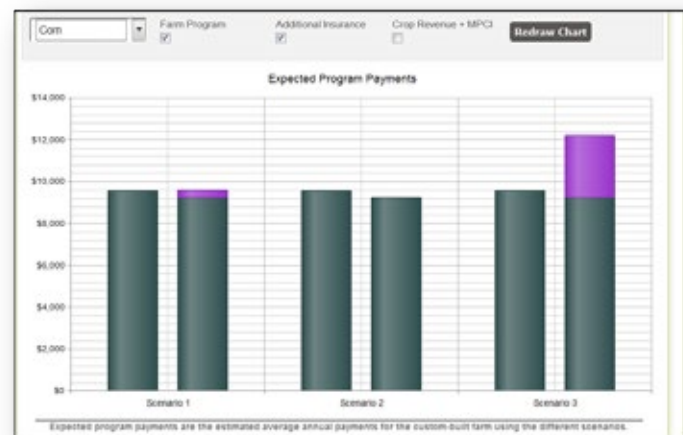 Corn Farm Program Additional Insurance Crop Revenue + MPCI Redraw Chart
Expected Program Payments
$14,000
$12,000
$10,000
$8,000
$6,000
$4,000
$2,000
$0
Scenario 1 Scenario 2 Scenario 3
Expected program payments are the estimated average annual payments for the custom-built farm using the different scenarios.